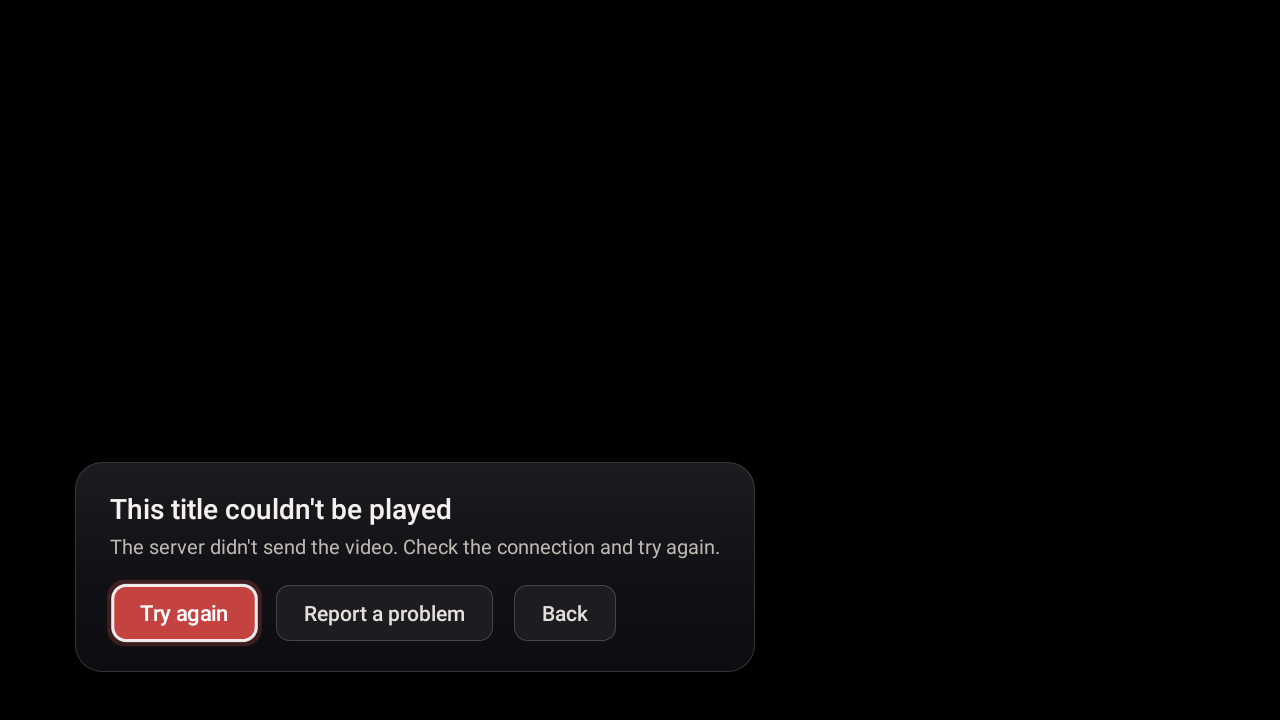 This title couldn't be played
The server didn't send the video. Check the connection and try again.
Try again
Report a problem
Back